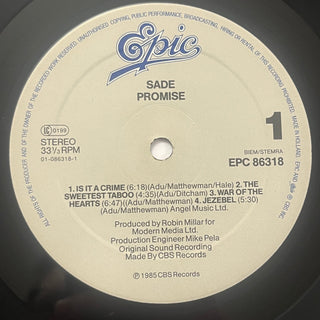 UNAUTHORISED COPYING, PUBLIC PERFORMANCE, BROADCASTING, HIRING OR RENTAL OF THIS RECORD PROHIBITED.
ALL RIGHTS OF THE PRODUCER AND OF THE OWNER OF THE RECORDED WORK RESERVED.
Epic
SADE
PROMISE
0199
STEREO
33⅓ RPM
01-086318-1
1
BIEM/STEMRA
EPC 86318
1. IS IT A CRIME (6:18)(Adu/Matthewman/Hale) 2. THE
SWEETEST TABOO (4:35)(Adu/Ditcham) 3. WAR OF THE
HEARTS (6:47)(Adu/Matthewman) 4. JEZEBEL (5:30)
(Adu/Matthewman) Angel Music Ltd.
Produced by Robin Millar for
Modern Media Ltd.
Production Engineer Mike Pela
Original Sound Recording
Made by CBS Records
℗ 1985 CBS Records
MADE IN HOLLAND.